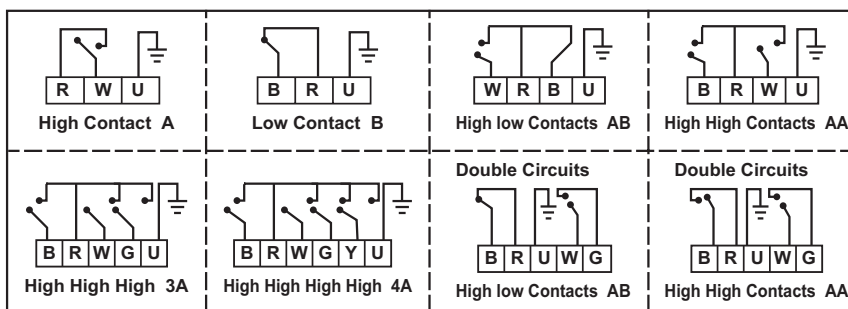 R W U
High Contact A
B R U
Low Contact B
W R B U
High low Contacts AB
B R W U
High High Contacts AA
B R W G U
High High High 3A
B R W G Y U
High High High High 4A
Double Circuits
B R U W G
High low Contacts AB
Double Circuits
B R U W G
High High Contacts AA